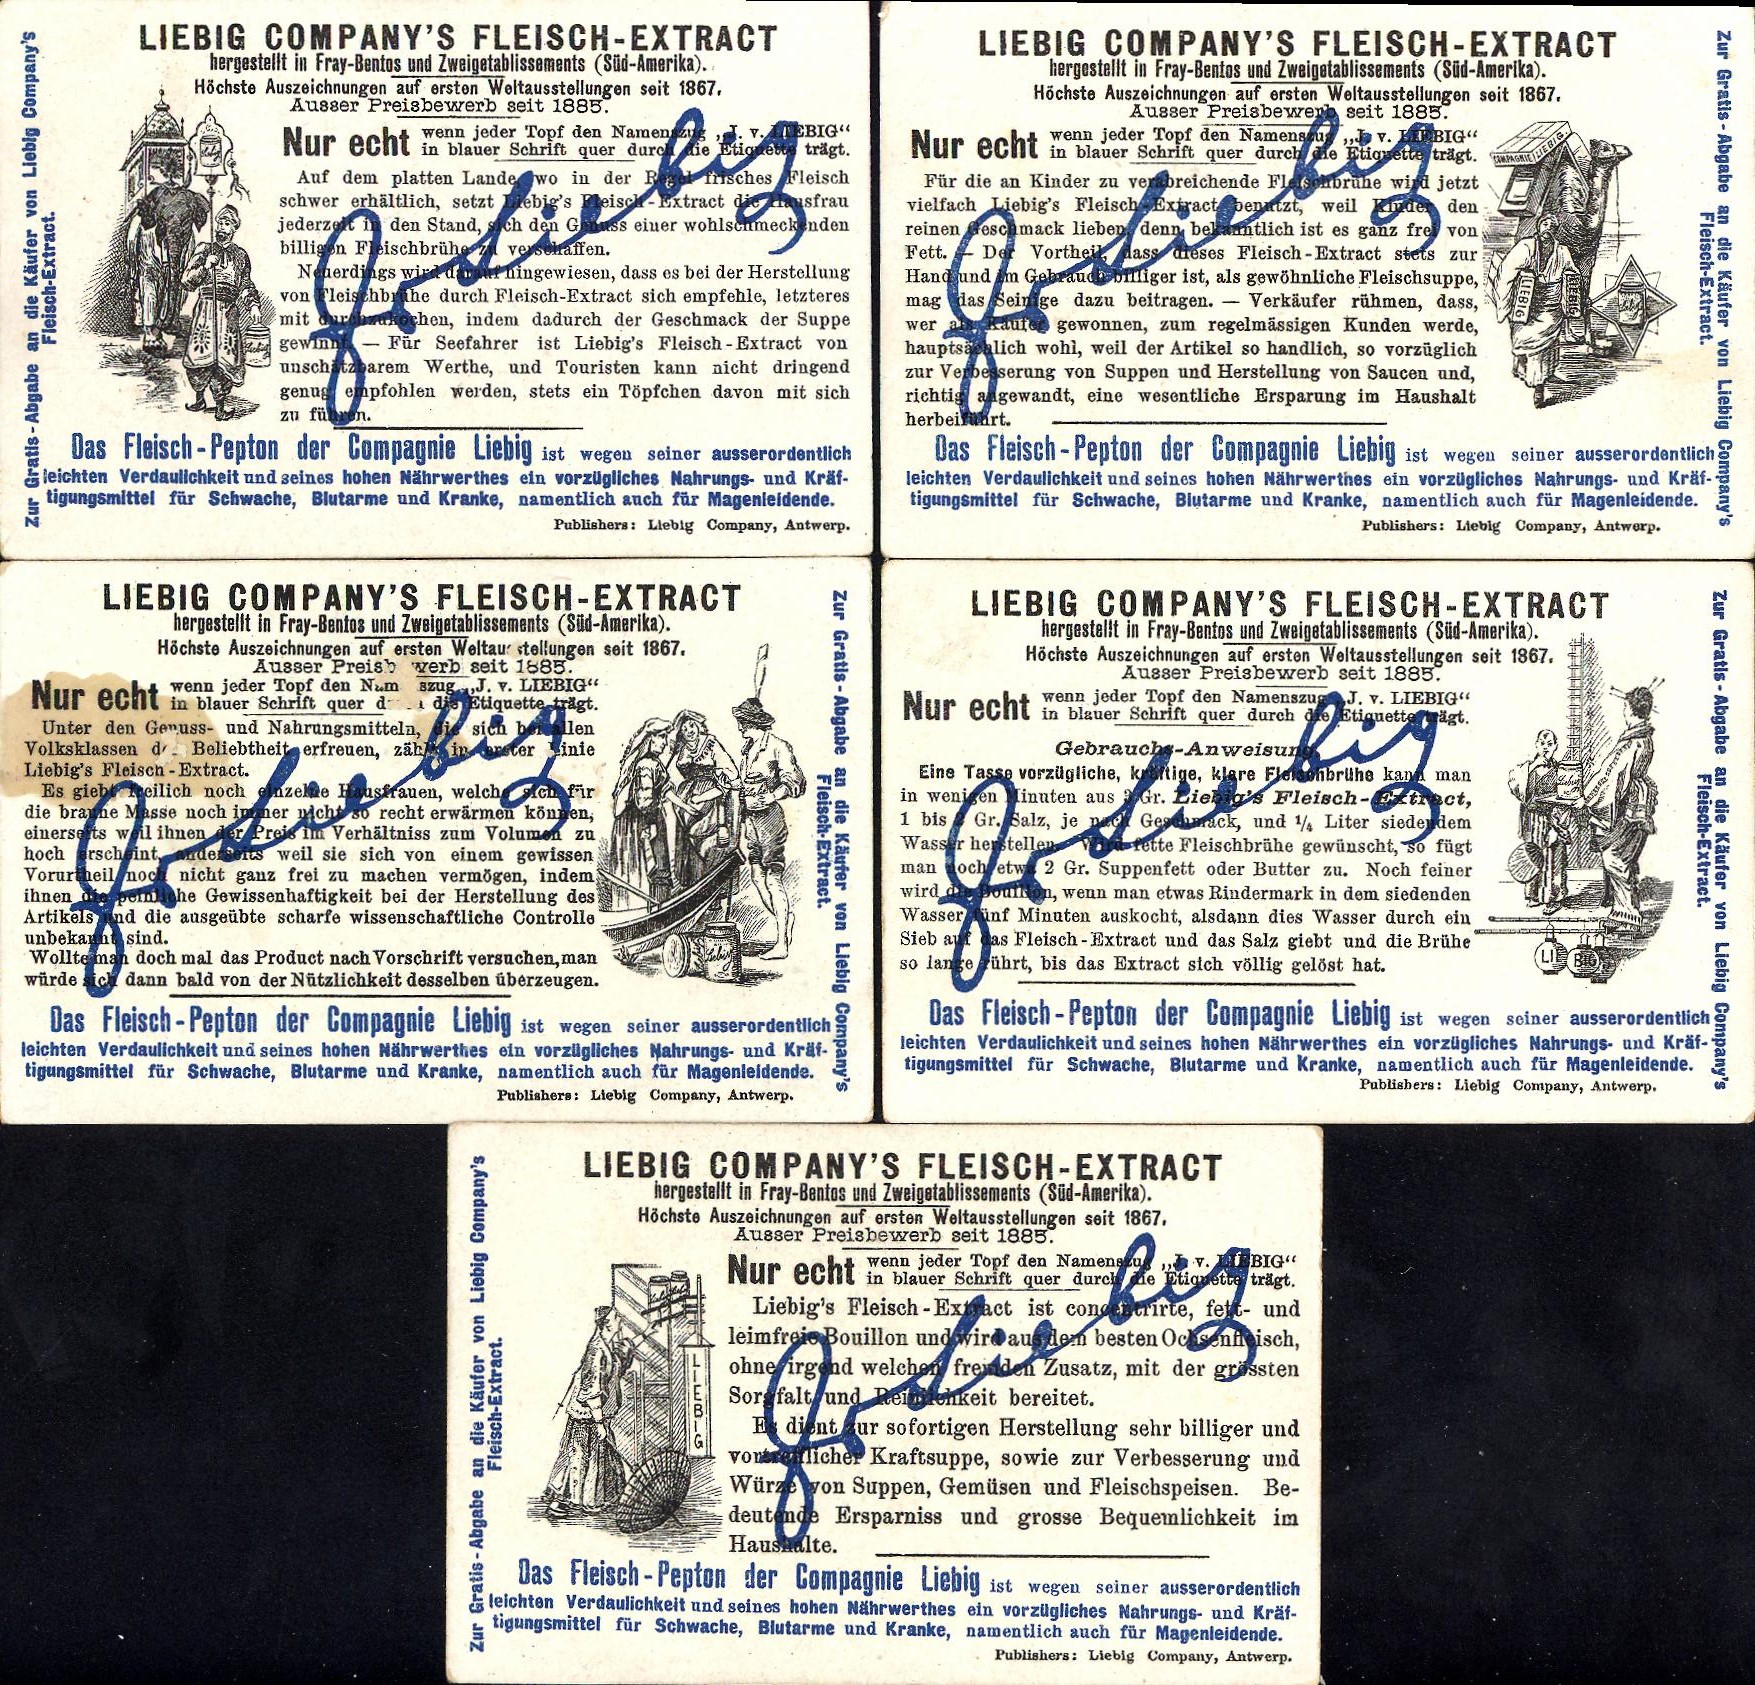 LIEBIG COMPANY'S FLEISCH-EXTRACT
hergestellt in Fray-Bentos und Zweigetablissements (Süd-Amerika).
Höchste Auszeichnungen auf ersten Weltausstellungen seit 1867.
Ausser Preisbewerb seit 1885.
Nur echt wenn jeder Topf den Namenszug „J. v. LIEBIG“
in blauer Schrift quer durch die Etiquette trägt.
Auf dem platten Lande, wo in der Regel frisches Fleisch
schwer erhältlich, setzt Liebig's Fleisch-Extract die Hausfrau
jederzeit in den Stand, sich den Genuss einer wohlschmeckenden
billigen Fleischbrühe zu verschaffen.
Neuerdings wird darauf hingewiesen, dass es bei der Herstellung
von Fleischbrühe durch Fleisch-Extract sich empfehle, letzteres
mit durchzukochen, indem dadurch der Geschmack der Suppe
gewinnt. — Für Seefahrer ist Liebig's Fleisch-Extract von
unschätzbarem Werthe, und Touristen kann nicht dringend
genug empfohlen werden, stets ein Töpfchen davon mit sich
zu führen.
Das Fleisch-Pepton der Compagnie Liebig ist wegen seiner ausserordentlich
leichten Verdaulichkeit und seines hohen Nährwerthes ein vorzügliches Nahrungs- und Kräf-
tigungsmittel für Schwache, Blutarme und Kranke, namentlich auch für Magenleidende.
Publishers: Liebig Company, Antwerp.
Zur Gratis-Abgabe an die Käufer von Liebig Company's
Fleisch-Extract.
J v Liebig
LIEBIG COMPANY'S FLEISCH-EXTRACT
hergestellt in Fray-Bentos und Zweigetablissements (Süd-Amerika).
Höchste Auszeichnungen auf ersten Weltausstellungen seit 1867.
Ausser Preisbewerb seit 1885.
Nur echt wenn jeder Topf den Namenszug „J. v. LIEBIG“
in blauer Schrift quer durch die Etiquette trägt.
Für die an Kinder zu verabreichende Fleischbrühe wird jetzt
vielfach Liebig's Fleisch-Extract benutzt, weil Kinder den
reinen Geschmack lieben, denn bekanntlich ist es ganz frei von
Fett. — Der Vortheil, dass dieses Fleisch-Extract stets zur
Hand und im Gebrauch billiger ist, als gewöhnliche Fleischsuppe,
mag das Seinige dazu beitragen. — Verkäufer rühmen, dass,
wer als Käufer gewonnen, zum regelmässigen Kunden werde,
hauptsächlich wohl, weil der Artikel so handlich, so vorzüglich
zur Verbesserung von Suppen und Herstellung von Saucen und,
richtig angewandt, eine wesentliche Ersparung im Haushalt
herbeiführt.
Das Fleisch-Pepton der Compagnie Liebig ist wegen seiner ausserordentlich
leichten Verdaulichkeit und seines hohen Nährwerthes ein vorzügliches Nahrungs- und Kräf-
tigungsmittel für Schwache, Blutarme und Kranke, namentlich auch für Magenleidende.
Publishers: Liebig Company, Antwerp.
Zur Gratis-Abgabe an die Käufer von Liebig Company's
Fleisch-Extract.
COMPAGNIE LIEBIG
LIEBIG
J v Liebig
LIEBIG COMPANY'S FLEISCH-EXTRACT
hergestellt in Fray-Bentos und Zweigetablissements (Süd-Amerika).
Höchste Auszeichnungen auf ersten Weltau stellungen seit 1867.
Ausser Preisb werb seit 1885.
Nur echt wenn jeder Topf den Nam szug „J. v. LIEBIG“
in blauer Schrift quer d die Etiquette trägt.
Unter den Genuss- und Nahrungsmitteln, die sich bei allen
Volksklassen de Beliebtheit erfreuen, zählt in erster Linie
Liebig's Fleisch-Extract.
Es giebt freilich noch einzelne Hausfrauen, welche sich für
die braune Masse noch immer nicht so recht erwärmen können,
einerseits weil ihnen der Preis im Verhältniss zum Volumen zu
hoch erscheint, anderseits weil sie sich von einem gewissen
Vorurtheil noch nicht ganz frei zu machen vermögen, indem
ihnen die peinliche Gewissenhaftigkeit bei der Herstellung des
Artikels und die ausgeübte scharfe wissenschaftliche Controlle
unbekannt sind.
Wollte man doch mal das Product nach Vorschrift versuchen, man
würde sich dann bald von der Nützlichkeit desselben überzeugen.
Das Fleisch-Pepton der Compagnie Liebig ist wegen seiner ausserordentlich
leichten Verdaulichkeit und seines hohen Nährwerthes ein vorzügliches Nahrungs- und Kräf-
tigungsmittel für Schwache, Blutarme und Kranke, namentlich auch für Magenleidende.
Publishers: Liebig Company, Antwerp.
Zur Gratis-Abgabe an die Käufer von Liebig Company's
Fleisch-Extract.
J v Liebig
LIEBIG COMPANY'S FLEISCH-EXTRACT
hergestellt in Fray-Bentos und Zweigetablissements (Süd-Amerika).
Höchste Auszeichnungen auf ersten Weltausstellungen seit 1867.
Ausser Preisbewerb seit 1885.
Nur echt wenn jeder Topf den Namenszug „J. v. LIEBIG“
in blauer Schrift quer durch die Etiquette trägt.
Gebrauchs-Anweisung.
Eine Tasse vorzügliche, kräftige, klare Fleischbrühe kann man
in wenigen Minuten aus 3 Gr. Liebig's Fleisch-Extract,
1 bis 2 Gr. Salz, je nach Geschmack, und 1/4 Liter siedendem
Wasser herstellen. Wird fette Fleischbrühe gewünscht, so fügt
man noch etwa 2 Gr. Suppenfett oder Butter zu. Noch feiner
wird die Bouillon, wenn man etwas Rindermark in dem siedenden
Wasser fünf Minuten auskocht, alsdann dies Wasser durch ein
Sieb auf das Fleisch-Extract und das Salz giebt und die Brühe
so lange rührt, bis das Extract sich völlig gelöst hat.
Das Fleisch-Pepton der Compagnie Liebig ist wegen seiner ausserordentlich
leichten Verdaulichkeit und seines hohen Nährwerthes ein vorzügliches Nahrungs- und Kräf-
tigungsmittel für Schwache, Blutarme und Kranke, namentlich auch für Magenleidende.
Publishers: Liebig Company, Antwerp.
Zur Gratis-Abgabe an die Käufer von Liebig Company's
Fleisch-Extract.
LIE BIG
J v Liebig
LIEBIG COMPANY'S FLEISCH-EXTRACT
hergestellt in Fray-Bentos und Zweigetablissements (Süd-Amerika).
Höchste Auszeichnungen auf ersten Weltausstellungen seit 1867.
Ausser Preisbewerb seit 1885.
Nur echt wenn jeder Topf den Namenszug „J. v. LIEBIG“
in blauer Schrift quer durch die Etiquette trägt.
Liebig's Fleisch-Extract ist concentrirte, fett- und
leimfreie Bouillon und wird aus dem besten Ochsenfleisch,
ohne irgend welchen fremden Zusatz, mit der grössten
Sorgfalt und Reinlichkeit bereitet.
Es dient zur sofortigen Herstellung sehr billiger und
vortrefflicher Kraftsuppe, sowie zur Verbesserung und
Würze von Suppen, Gemüsen und Fleischspeisen. Be-
deutende Ersparniss und grosse Bequemlichkeit im
Haushalte.
Das Fleisch-Pepton der Compagnie Liebig ist wegen seiner ausserordentlich
leichten Verdaulichkeit und seines hohen Nährwerthes ein vorzügliches Nahrungs- und Kräf-
tigungsmittel für Schwache, Blutarme und Kranke, namentlich auch für Magenleidende.
Publishers: Liebig Company, Antwerp.
Zur Gratis-Abgabe an die Käufer von Liebig Company's
Fleisch-Extract.
LIEBIG
J v Liebig